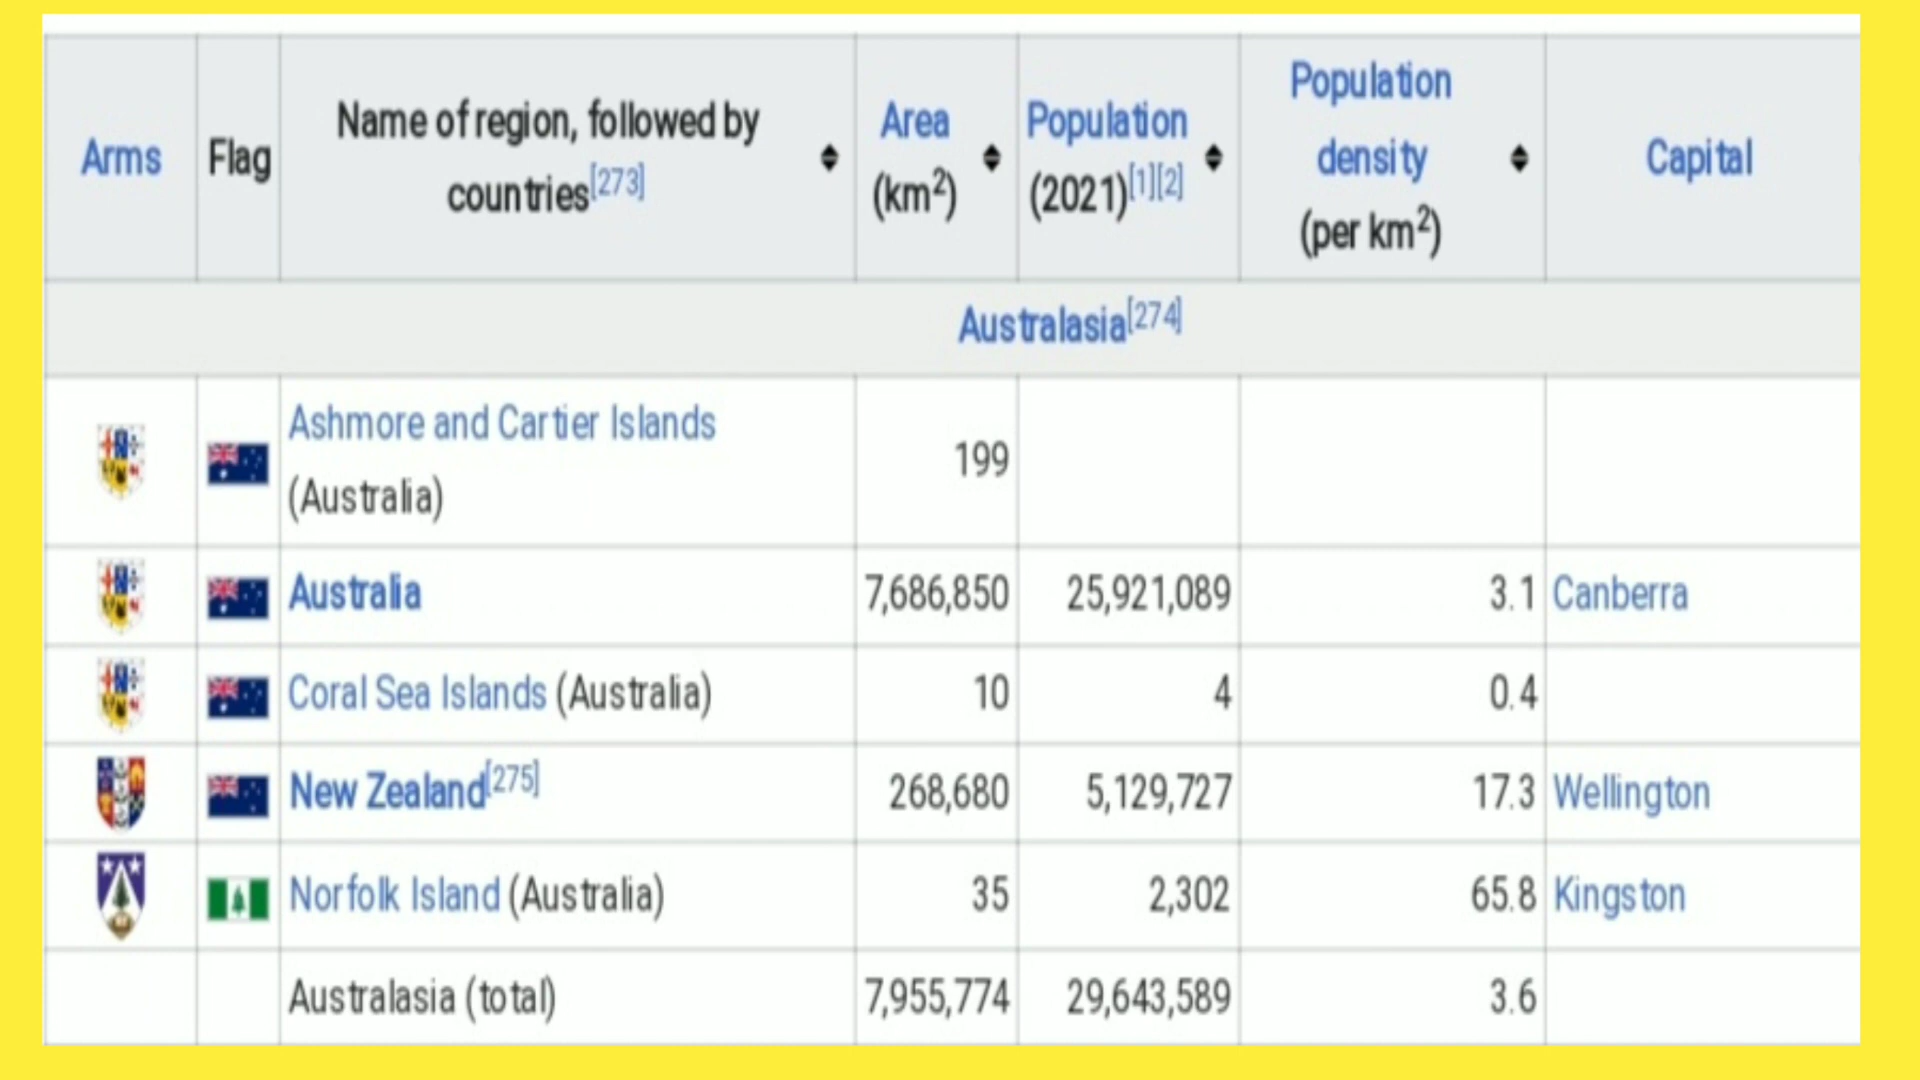 Arms Flag Name of region, followed by countries[273] Area (km2) Population (2021)[1][2] Population density (per km2) Capital
Australasia[274]
Ashmore and Cartier Islands (Australia) 199
Australia 7,686,850 25,921,089 3.1 Canberra
Coral Sea Islands (Australia) 10 4 0.4
New Zealand[275] 268,680 5,129,727 17.3 Wellington
Norfolk Island (Australia) 35 2,302 65.8 Kingston
Australasia (total) 7,955,774 29,643,589 3.6